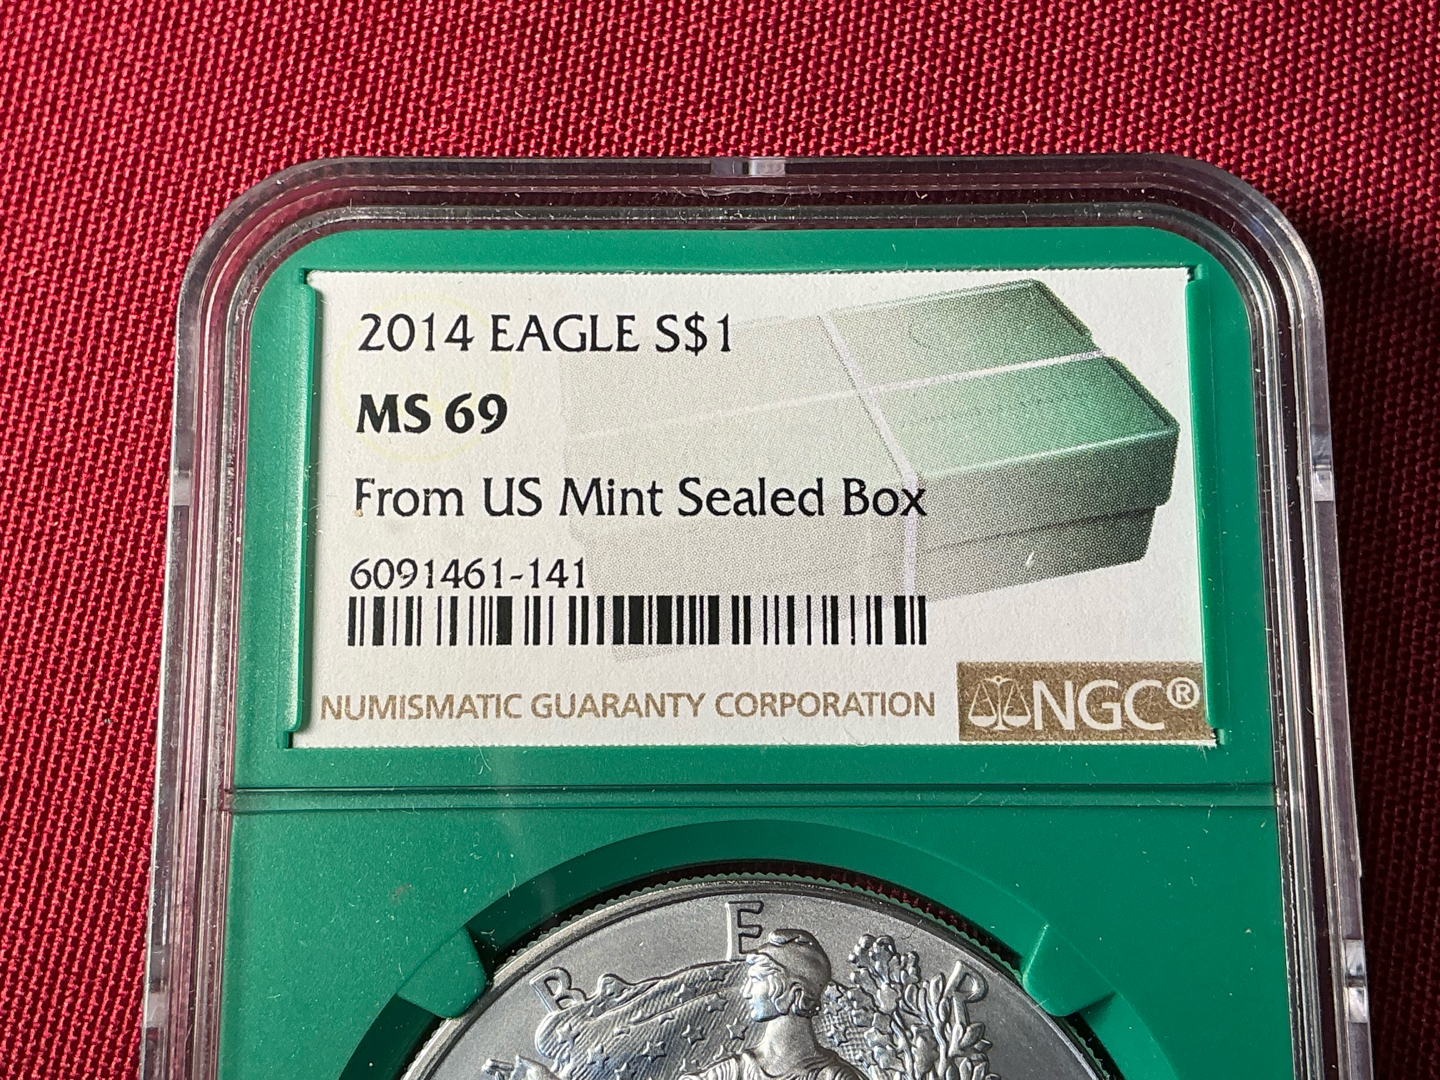 2014 EAGLE S$1
MS 69
From US Mint Sealed Box
6091461-141
NUMISMATIC GUARANTY CORPORATION
NGC®